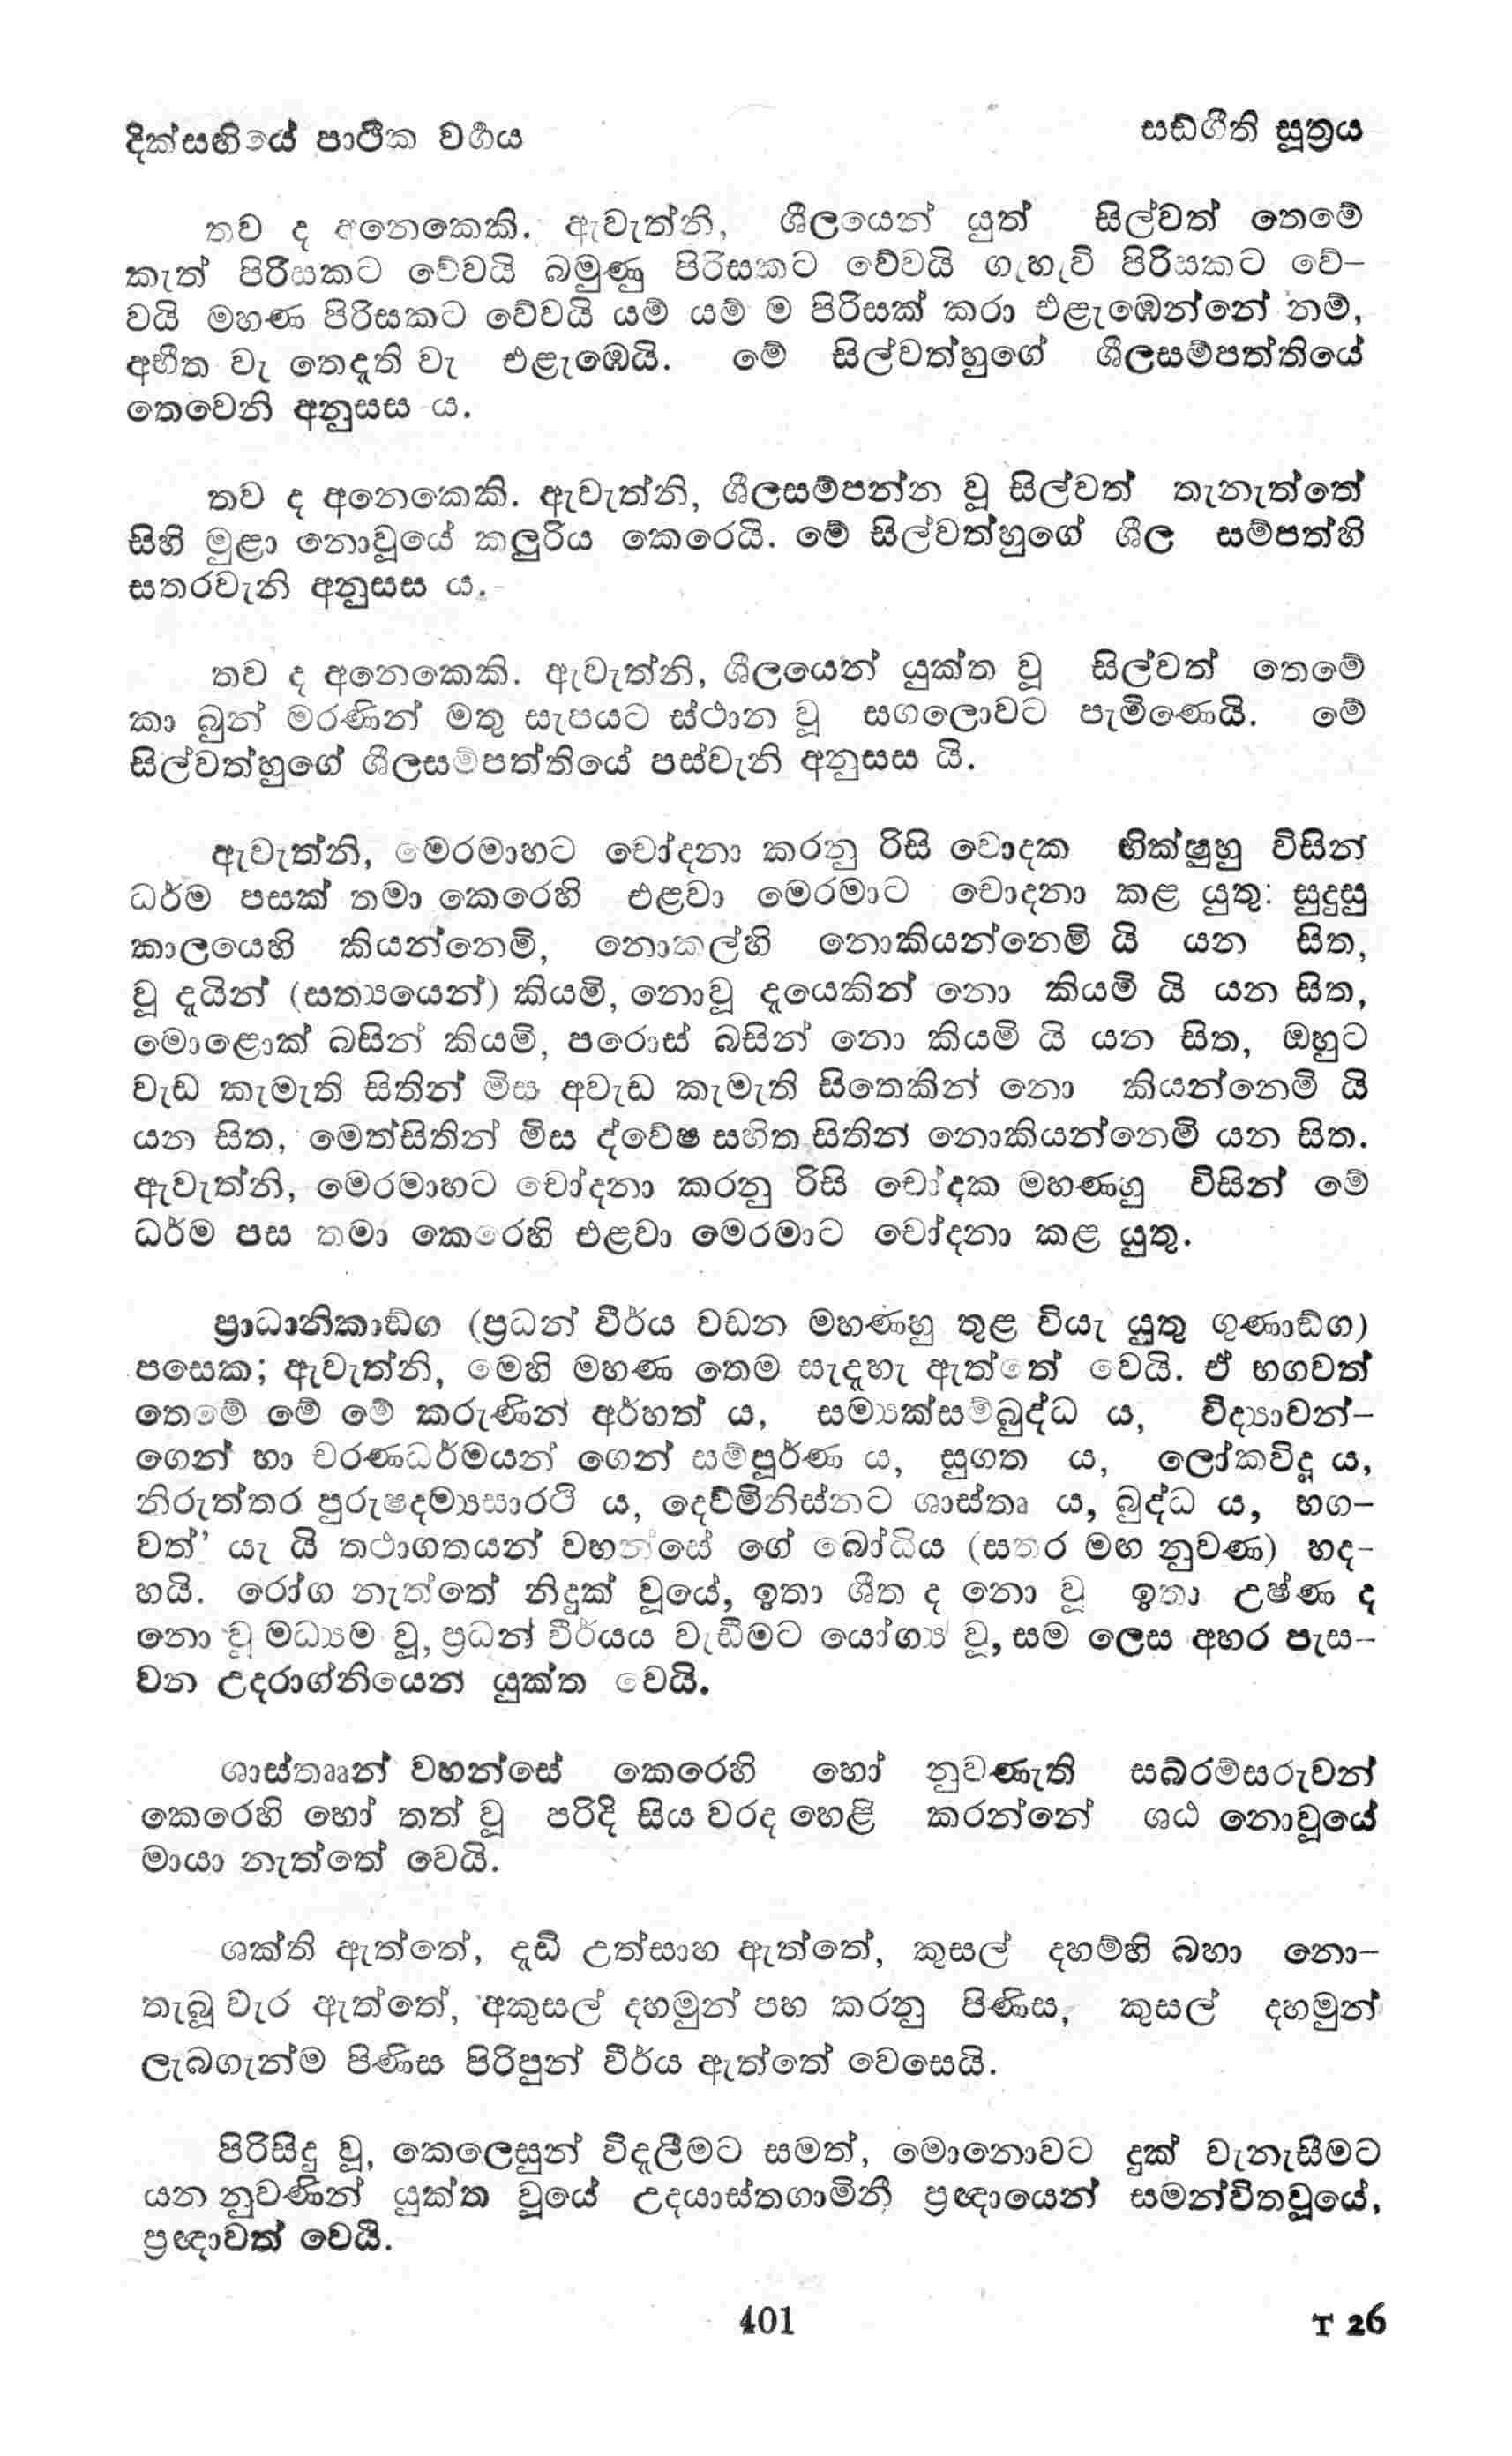 දික්සඟියේ පාථික වර්‍ගය
සඩ්ගීති සූත්‍රය
තව ද අනෙකෙකි. ඇවැත්නි, ශීලයෙන් යුත් සිල්වත් තෙමේ
කැත් පිරිසකට වේවයි බමුණු පිරිසකට වේවයි ගැහැවි පිරිසකට වේ-
වයි මහණ පිරිසකට වේවයි යම් යම් ම පිරිසක් කරා එළැඹෙන්නේ නම්,
අභීත වැ තෙදැති වැ එළැඹෙයි. මේ සිල්වත්හුගේ ශීලසම්පත්තියේ
තෙවෙනි අනුසස ය.
තව ද අනෙකෙකි. ඇවැත්නි, ශීලසම්පන්න වූ සිල්වත් තැනැත්තේ
සිහි මුළා නොවූයේ කලුරිය කෙරෙයි. මේ සිල්වත්හුගේ ශීල සම්පත්හි
සතරවැනි අනුසස ය.
තව ද අනෙකෙකි. ඇවැත්නි, ශීලයෙන් යුක්ත වූ සිල්වත් තෙමේ
කා බුන් මරණින් මතු සැපයට ස්ථාන වූ සගලොවට පැමිණෙයි. මේ
සිල්වත්හුගේ ශීලසම්පත්තියේ පස්වැනි අනුසස යි.
ඇවැත්නි, මෙරමාහට චෝදනා කරනු රිසි චොදක භික්ෂුහු විසින්
ධර්ම පසක් තමා කෙරෙහි එළවා මෙරමාට චොදනා කළ යුතු: සුදුසු
කාලයෙහි කියන්නෙමි, නොකල්හි නොකියන්නෙමි යි යන සිත,
වූ දැයින් (සත්‍යයෙන්) කියමි, නොවූ දැයෙකින් නො කියමි යි යන සිත,
මොළොක් බසින් කියමි, පරොස් බසින් නො කියමි යි යන සිත, ඔහුට
වැඩ කැමැති සිතින් මිස අවැඩ කැමැති සිතෙකින් නො කියන්නෙමි යි
යන සිත, මෙත්සිතින් මිස ද්වේෂ සහිත සිතින් නොකියන්නෙමි යන සිත.
ඇවැත්නි, මෙරමාහට චෝදනා කරනු රිසි චෝදක මහණහු විසින් මේ
ධර්ම පස තමා කෙරෙහි එළවා මෙරමාට චෝදනා කළ යුතු.
ප්‍රාධානිකාඩ්ග (ප්‍රධන් වීර්ය වඩන මහණහු තුළ වියැ යුතු ගුණාඩ්ග)
පසෙක; ඇවැත්නි, මෙහි මහණ තෙම සැදැහැ ඇත්තේ වෙයි. ඒ භගවත්
තෙමේ මේ මේ කරුණින් අර්හත් ය, සම්‍යක්සම්බුද්ධ ය, විද්‍යාවන්-
ගෙන් හා චරණධර්මයන් ගෙන් සම්පූර්ණ ය, සුගත ය, ලෝකවිදූ ය,
නිරුත්තර පුරුෂදම්‍යසාරථි ය, දෙව්මිනිස්නට ශාස්තෘ ය, බුද්ධ ය, භග-
වත්’ යැ යි තථාගතයන් වහන්සේ ගේ බෝධිය (සතර මඟ නුවණ) හද-
හයි. රෝග නැත්තේ නිදුක් වූයේ, ඉතා ශීත ද නො වූ ඉතා උෂ්ණ ද
නො වූ මධ්‍යම වූ, ප්‍රධන් වීර්යය වැඩීමට යෝග්‍ය වූ, සම ලෙස අහර පැස-
වන උදරාග්නියෙන් යුක්ත වෙයි.
ශාස්තෲන් වහන්සේ කෙරෙහි හෝ නුවණැති සබ්රම්සරුවන්
කෙරෙහි හෝ තත් වූ පරිදි සිය වරද හෙළි කරන්නේ ශඨ නොවූයේ
මායා නැත්තේ වෙයි.
ශක්ති ඇත්තේ, දැඩි උත්සාහ ඇත්තේ, කුසල් දහම්හි බහා නො-
තැබූ වැර ඇත්තේ, අකුසල් දහමුන් පහ කරනු පිණිස, කුසල් දහමුන්
ලැබගැන්ම පිණිස පිරිපුන් වීර්ය ඇත්තේ වෙසෙයි.
පිරිසිදු වූ, කෙලෙසුන් විදැලීමට සමත්, මොනොවට දුක් වැනැසීමට
යන නුවණින් යුක්ත වූයේ උදයාස්තගාමිනී ප්‍රඥායෙන් සමන්විතවූයේ,
ප්‍රඥාවත් වෙයි.
401
T 26